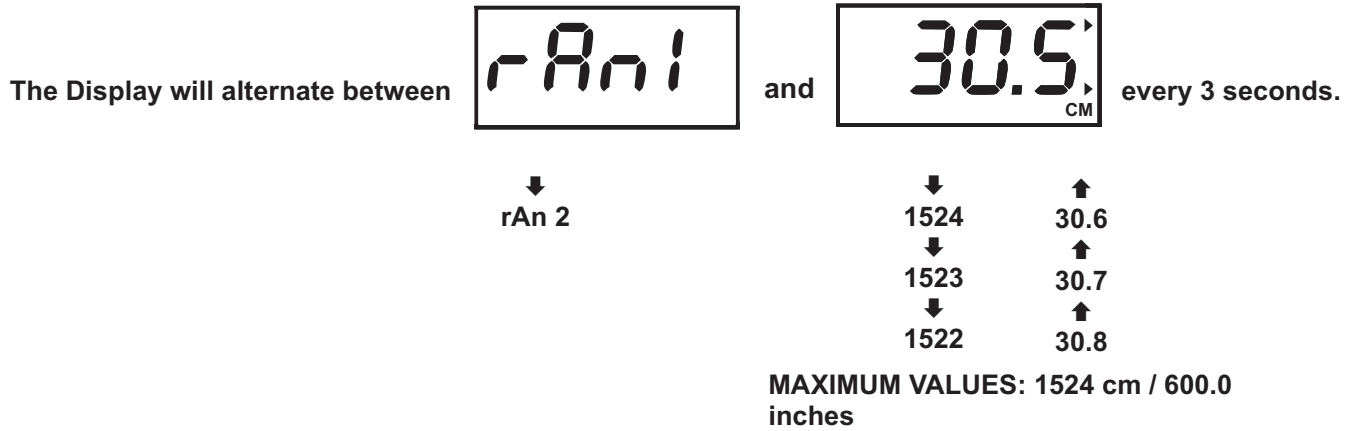 The Display will alternate between rAn1 and 30.5 CM every 3 seconds.
rAn 2
1524 30.6
1523 30.7
1522 30.8
MAXIMUM VALUES: 1524 cm / 600.0
inches